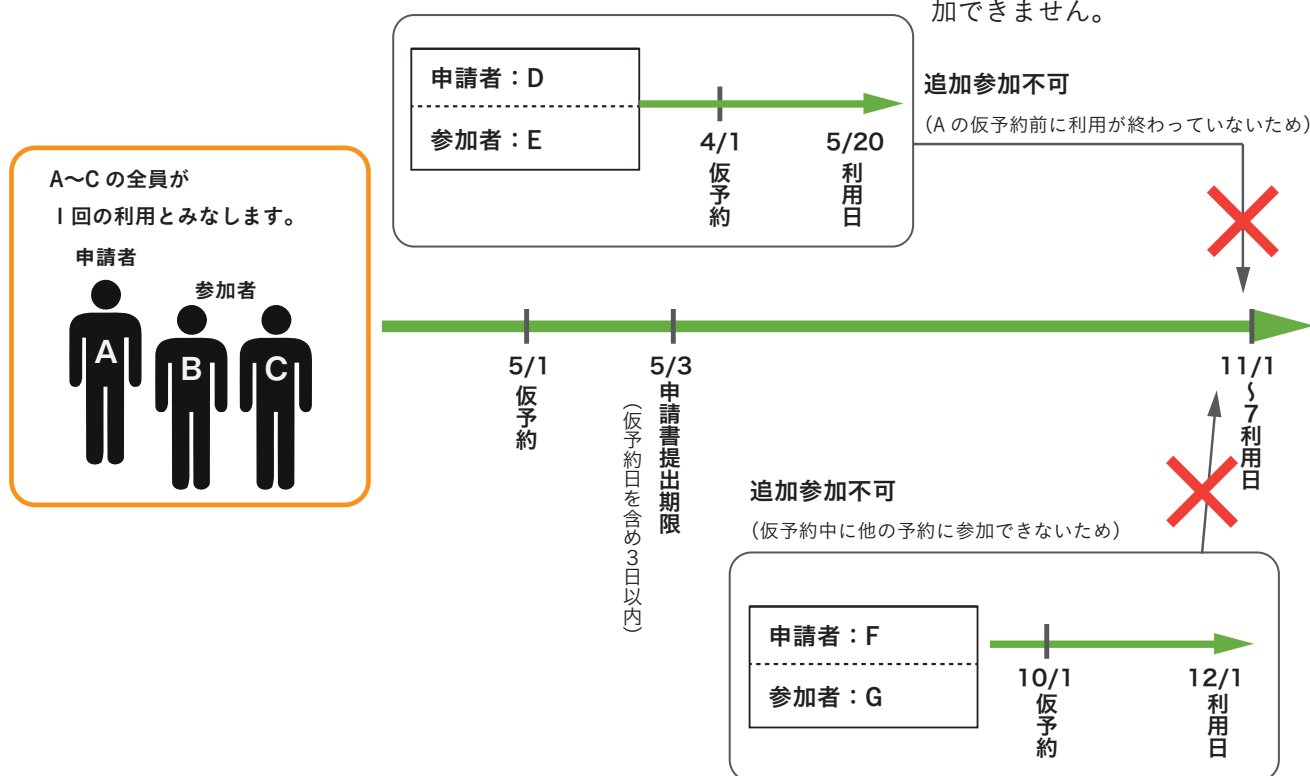 加できません。
申請者：D
参加者：E
4/1
仮予約
5/20
利用日
追加参加不可
（A の仮予約前に利用が終わっていないため）
A〜C の全員が
1 回の利用とみなします。
申請者
参加者
A
B
C
5/1
仮予約
5/3
申請書提出期限
（仮予約日を含め3日以内）
11/1
〜7利用日
追加参加不可
（仮予約中に他の予約に参加できないため）
申請者：F
参加者：G
10/1
仮予約
12/1
利用日